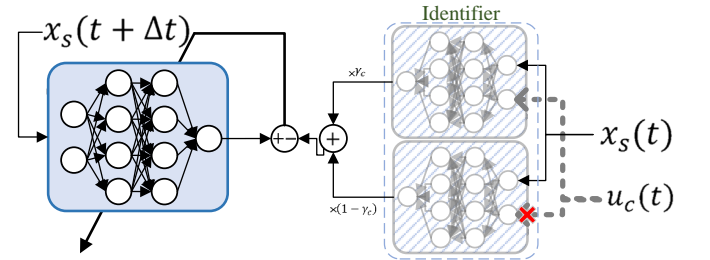 Identifier
x_s(t + Δt)
×γ_c
+−
+
x_s(t)
u_c(t)
×(1 − γ_c)